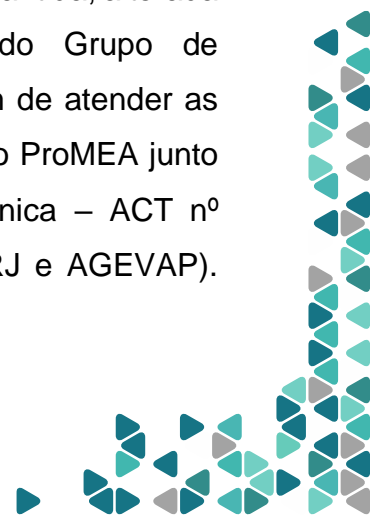 do Grupo de
de atender as
o ProMEA junto
nica – ACT nº
RJ e AGEVAP).